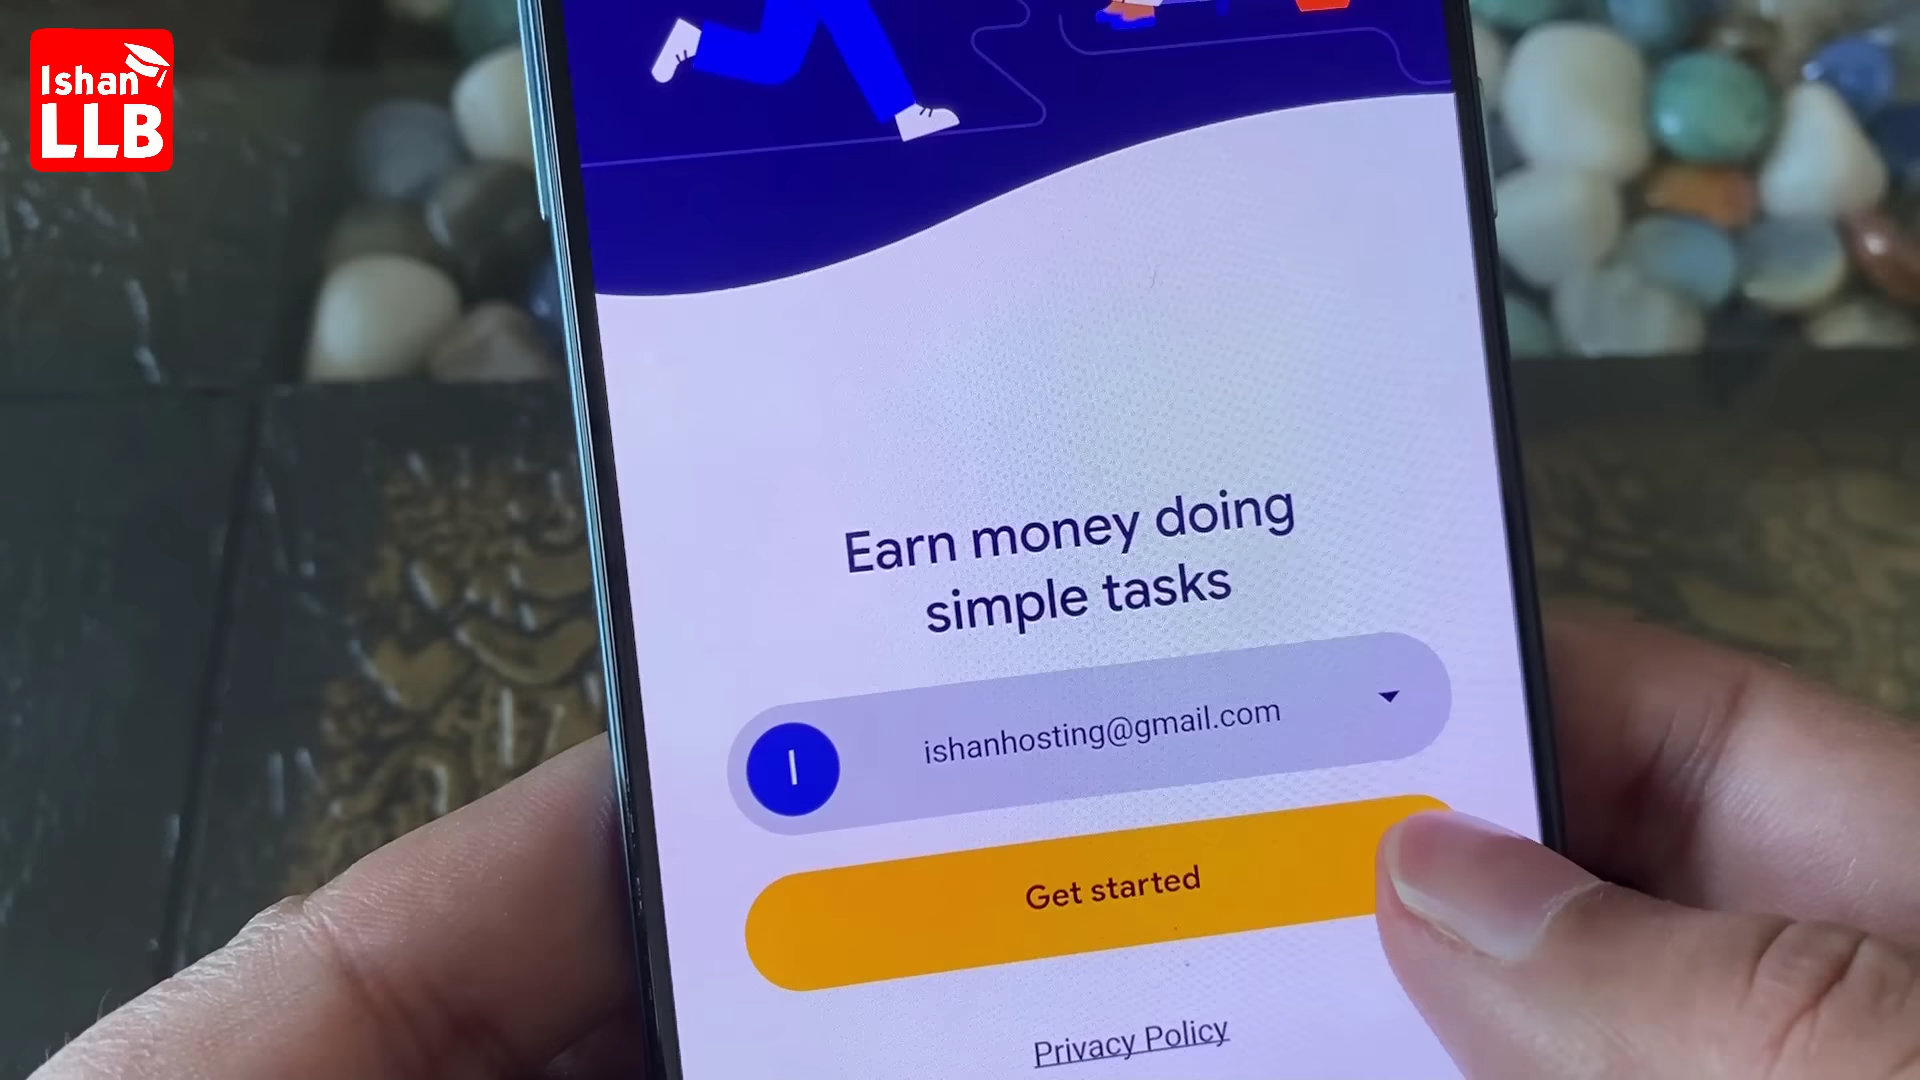 Ishan
LLB
Earn money doing
simple tasks
I
ishanhosting@gmail.com
Get started
Privacy Policy